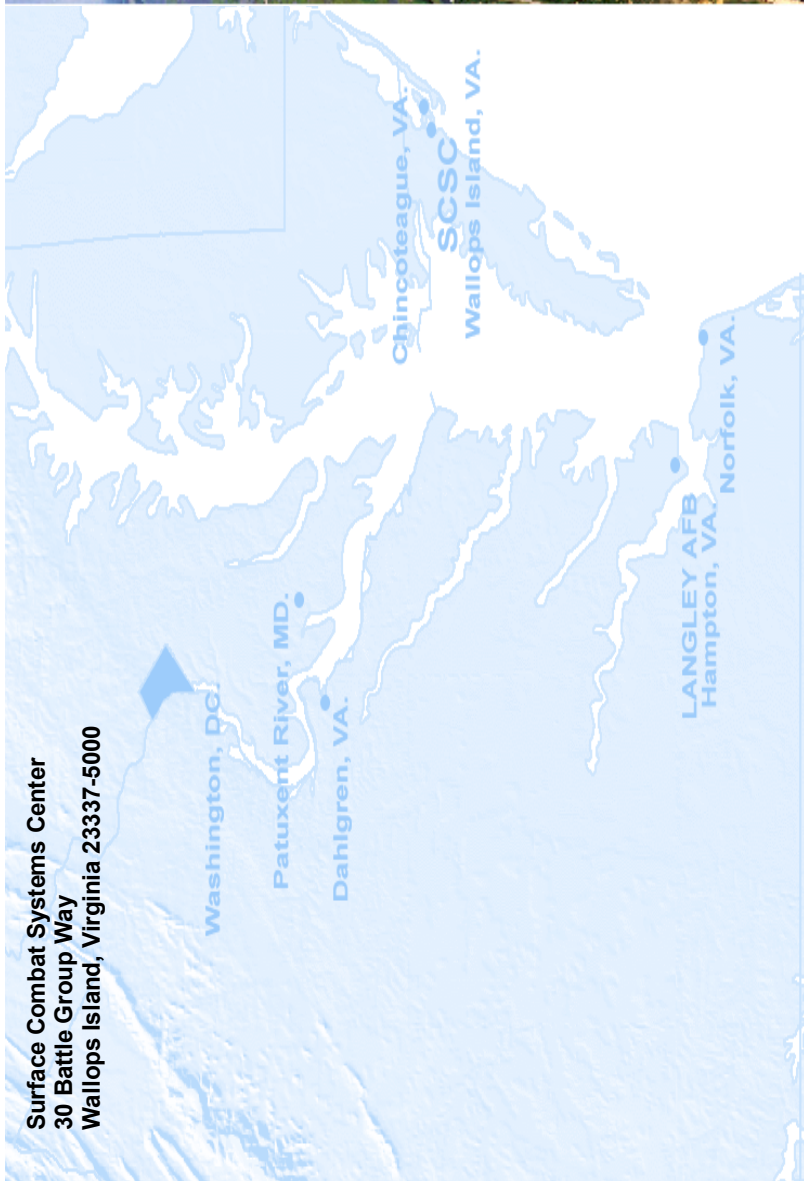 Surface Combat Systems Center
30 Battle Group Way
Wallops Island, Virginia 23337-5000
Washington, DC.
Patuxent River, MD.
Dahlgren, VA.
Chincoteague, VA.
SCSC
Wallops Island, VA.
LANGLEY AFB
Hampton, VA.
Norfolk, VA.